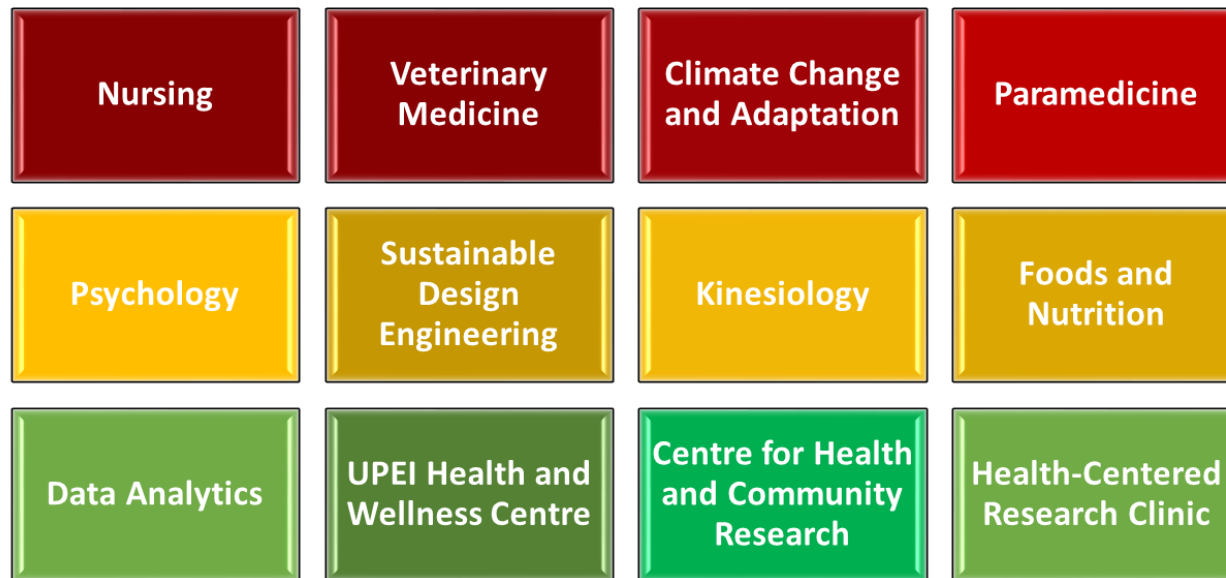 Nursing
Veterinary
Medicine
Climate Change
and Adaptation
Paramedicine
Psychology
Sustainable
Design
Engineering
Kinesiology
Foods and
Nutrition
Data Analytics
UPEI Health and
Wellness Centre
Centre for Health
and Community
Research
Health-Centered
Research Clinic